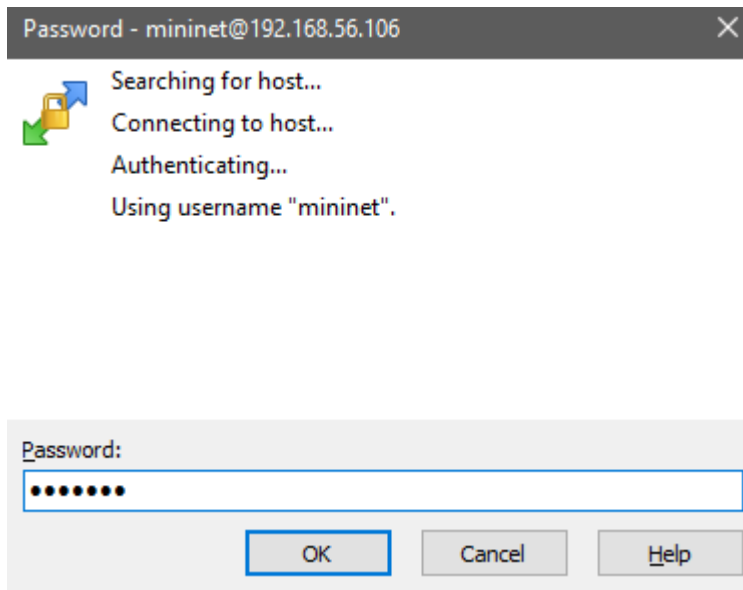 Password - mininet@192.168.56.106
Searching for host...
Connecting to host...
Authenticating...
Using username "mininet".
Password:
•••••••
OK Cancel Help